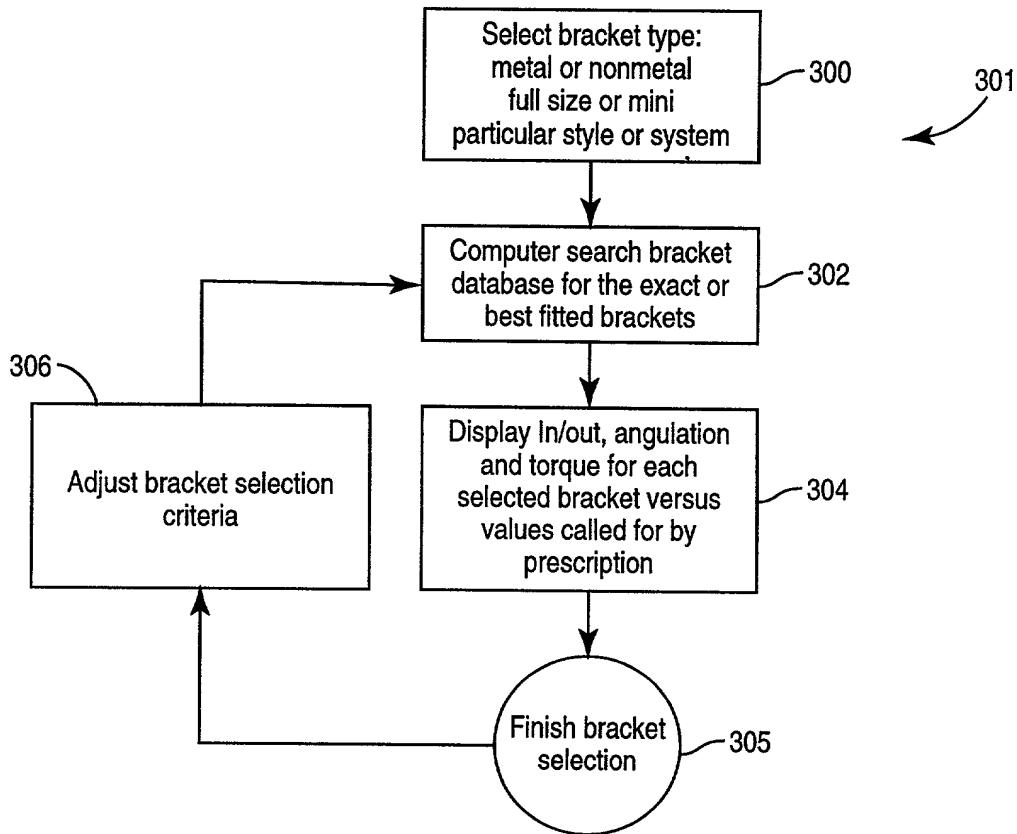 Select bracket type:
metal or nonmetal
full size or mini
particular style or system
300
301
Computer search bracket
database for the exact or
best fitted brackets
302
306
Adjust bracket selection
criteria
Display In/out, angulation
and torque for each
selected bracket versus
values called for by
prescription
304
Finish bracket
selection
305